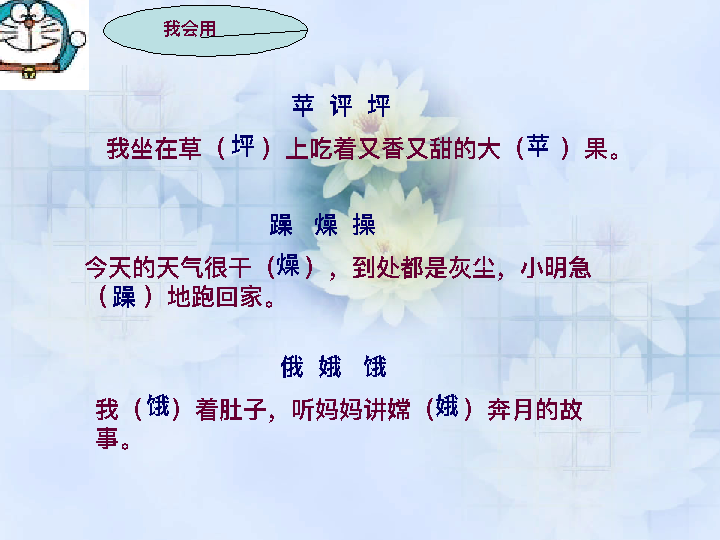 我会用
苹 评 坪
我坐在草（坪）上吃着又香又甜的大（苹）果。
躁 燥 操
今天的天气很干（燥），到处都是灰尘，小明急
（躁）地跑回家。
俄 娥 饿
我（饿）着肚子，听妈妈讲嫦（娥）奔月的故
事。